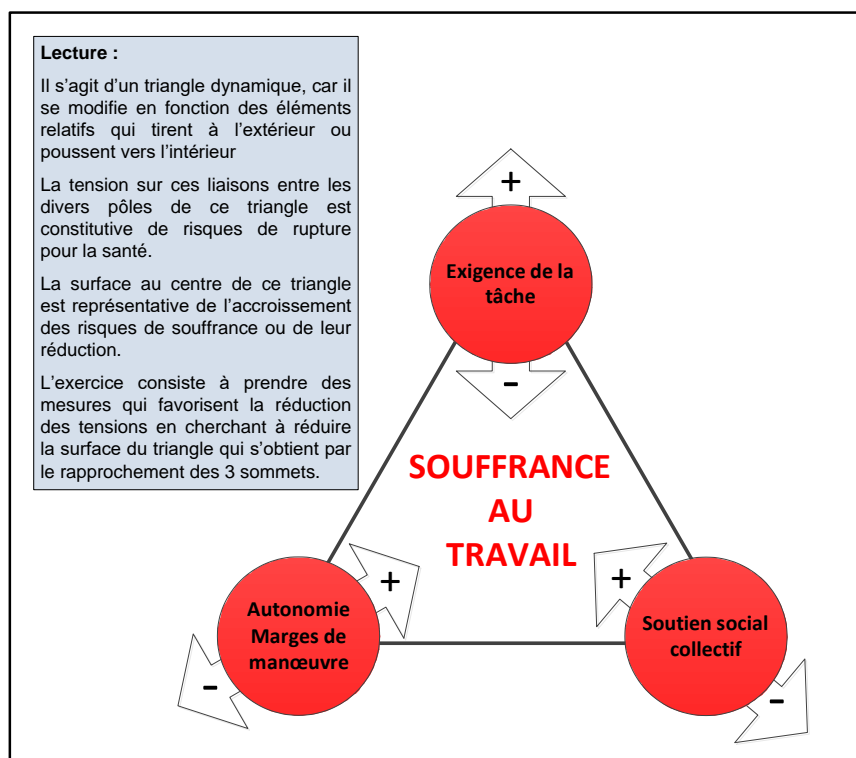 Lecture :
Il s’agit d’un triangle dynamique, car il
se modifie en fonction des éléments
relatifs qui tirent à l’extérieur ou
poussent vers l’intérieur
La tension sur ces liaisons entre les
divers pôles de ce triangle est
constitutive de risques de rupture
pour la santé.
La surface au centre de ce triangle
est représentative de l’accroissement
des risques de souffrance ou de leur
réduction.
L’exercice consiste à prendre des
mesures qui favorisent la réduction
des tensions en cherchant à réduire
la surface du triangle qui s’obtient par
le rapprochement des 3 sommets.
+
Exigence de la
tâche
-
SOUFFRANCE
AU
TRAVAIL
+
Autonomie
Marges de
manœuvre
-
+
Soutien social
collectif
-